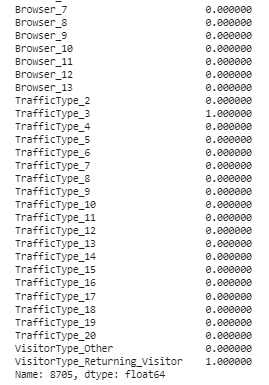 Browser_7 0.000000
Browser_8 0.000000
Browser_9 0.000000
Browser_10 0.000000
Browser_11 0.000000
Browser_12 0.000000
Browser_13 0.000000
TrafficType_2 0.000000
TrafficType_3 1.000000
TrafficType_4 0.000000
TrafficType_5 0.000000
TrafficType_6 0.000000
TrafficType_7 0.000000
TrafficType_8 0.000000
TrafficType_9 0.000000
TrafficType_10 0.000000
TrafficType_11 0.000000
TrafficType_12 0.000000
TrafficType_13 0.000000
TrafficType_14 0.000000
TrafficType_15 0.000000
TrafficType_16 0.000000
TrafficType_17 0.000000
TrafficType_18 0.000000
TrafficType_19 0.000000
TrafficType_20 0.000000
VisitorType_Other 0.000000
VisitorType_Returning_Visitor 1.000000
Name: 8705, dtype: float64